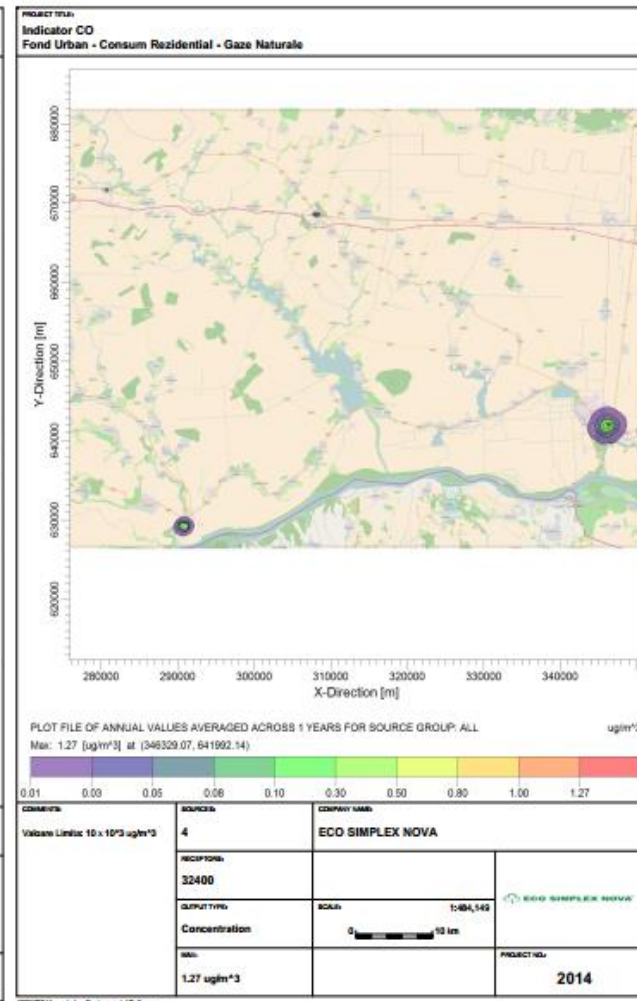 PROJECT TITLE:
Indicator CO
Fond Urban - Consum Rezidential - Gaze Naturale
Y-Direction [m]
680000
670000
660000
650000
640000
630000
620000
280000 290000 300000 310000 320000 330000 340000
X-Direction [m]
PLOT FILE OF ANNUAL VALUES AVERAGED ACROSS 1 YEARS FOR SOURCE GROUP: ALL
ug/m^3
Max: 1.27 [ug/m^3] at (346329.07, 641992.14)
0.01 0.03 0.05 0.08 0.10 0.30 0.50 0.80 1.00 1.27
COMMENTS:
Valoare Limita: 10 x 10^3 ug/m^3
SOURCES:
4
COMPANY NAME:
ECO SIMPLEX NOVA
RECEPTORS:
32400
OUTPUT TYPE:
Concentration
SCALE:
1:484,149
0 10 km
ECO SIMPLEX NOVA
MAX:
1.27 ug/m^3
PROJECT NO.:
2014